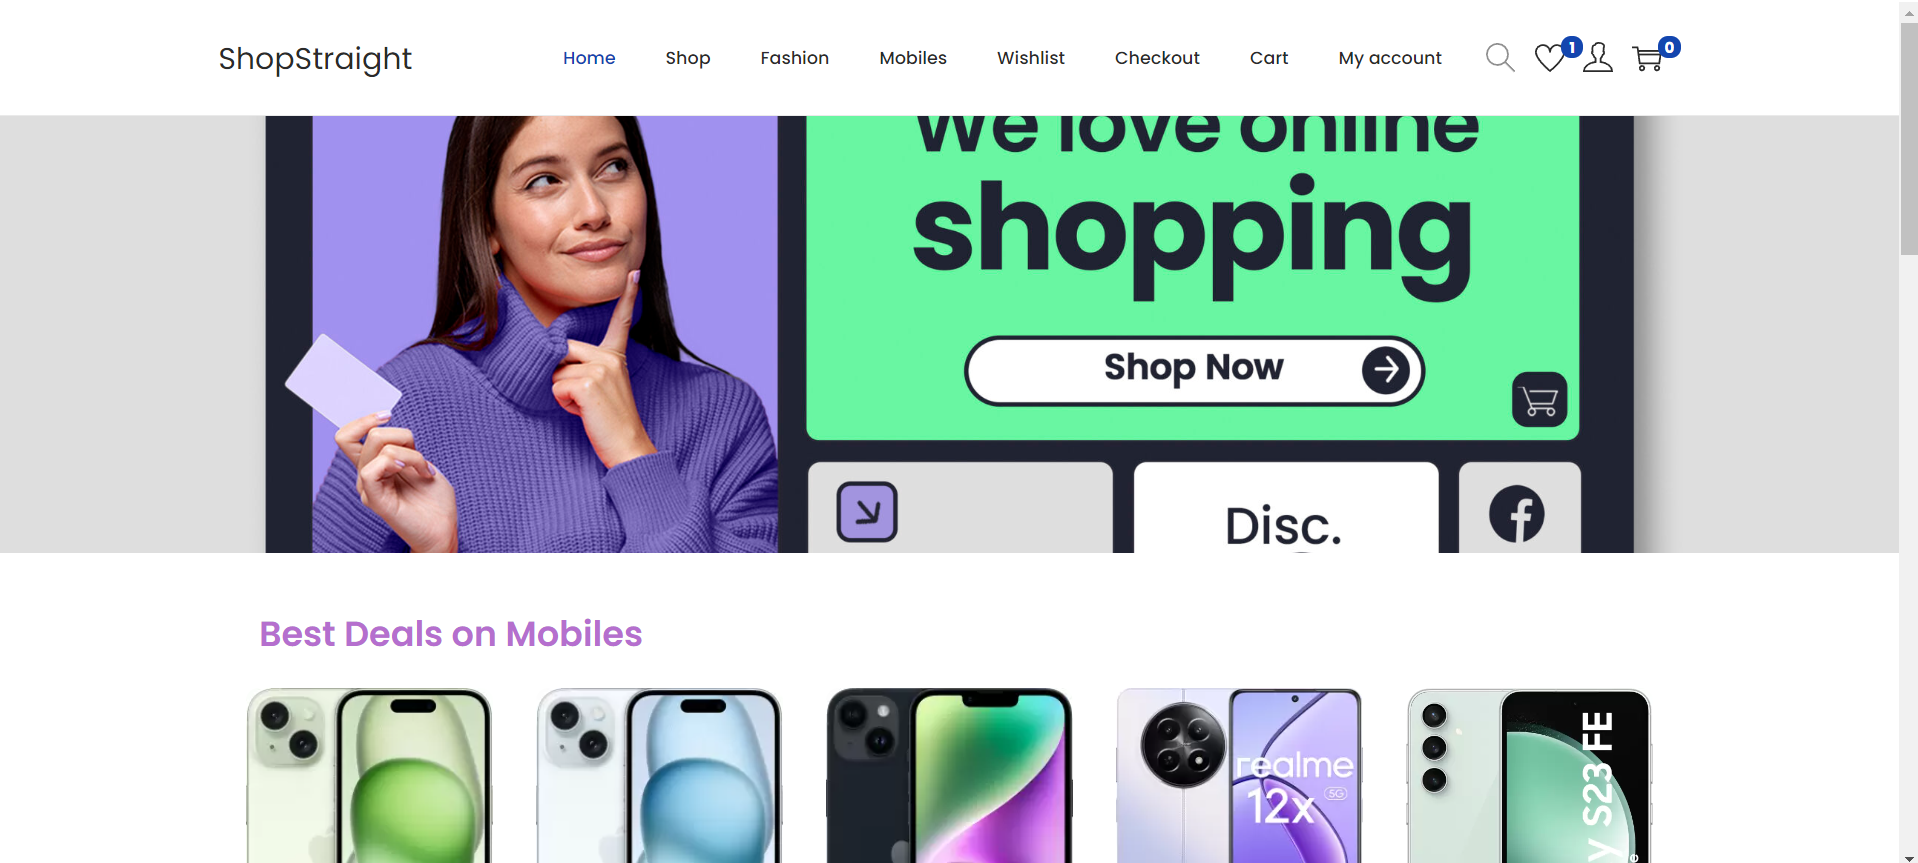 ShopStraight
Home Shop Fashion Mobiles Wishlist Checkout Cart My account 1 0
We love online
shopping
Shop Now
Disc.
Best Deals on Mobiles
realme
12x 5G
S23 FE